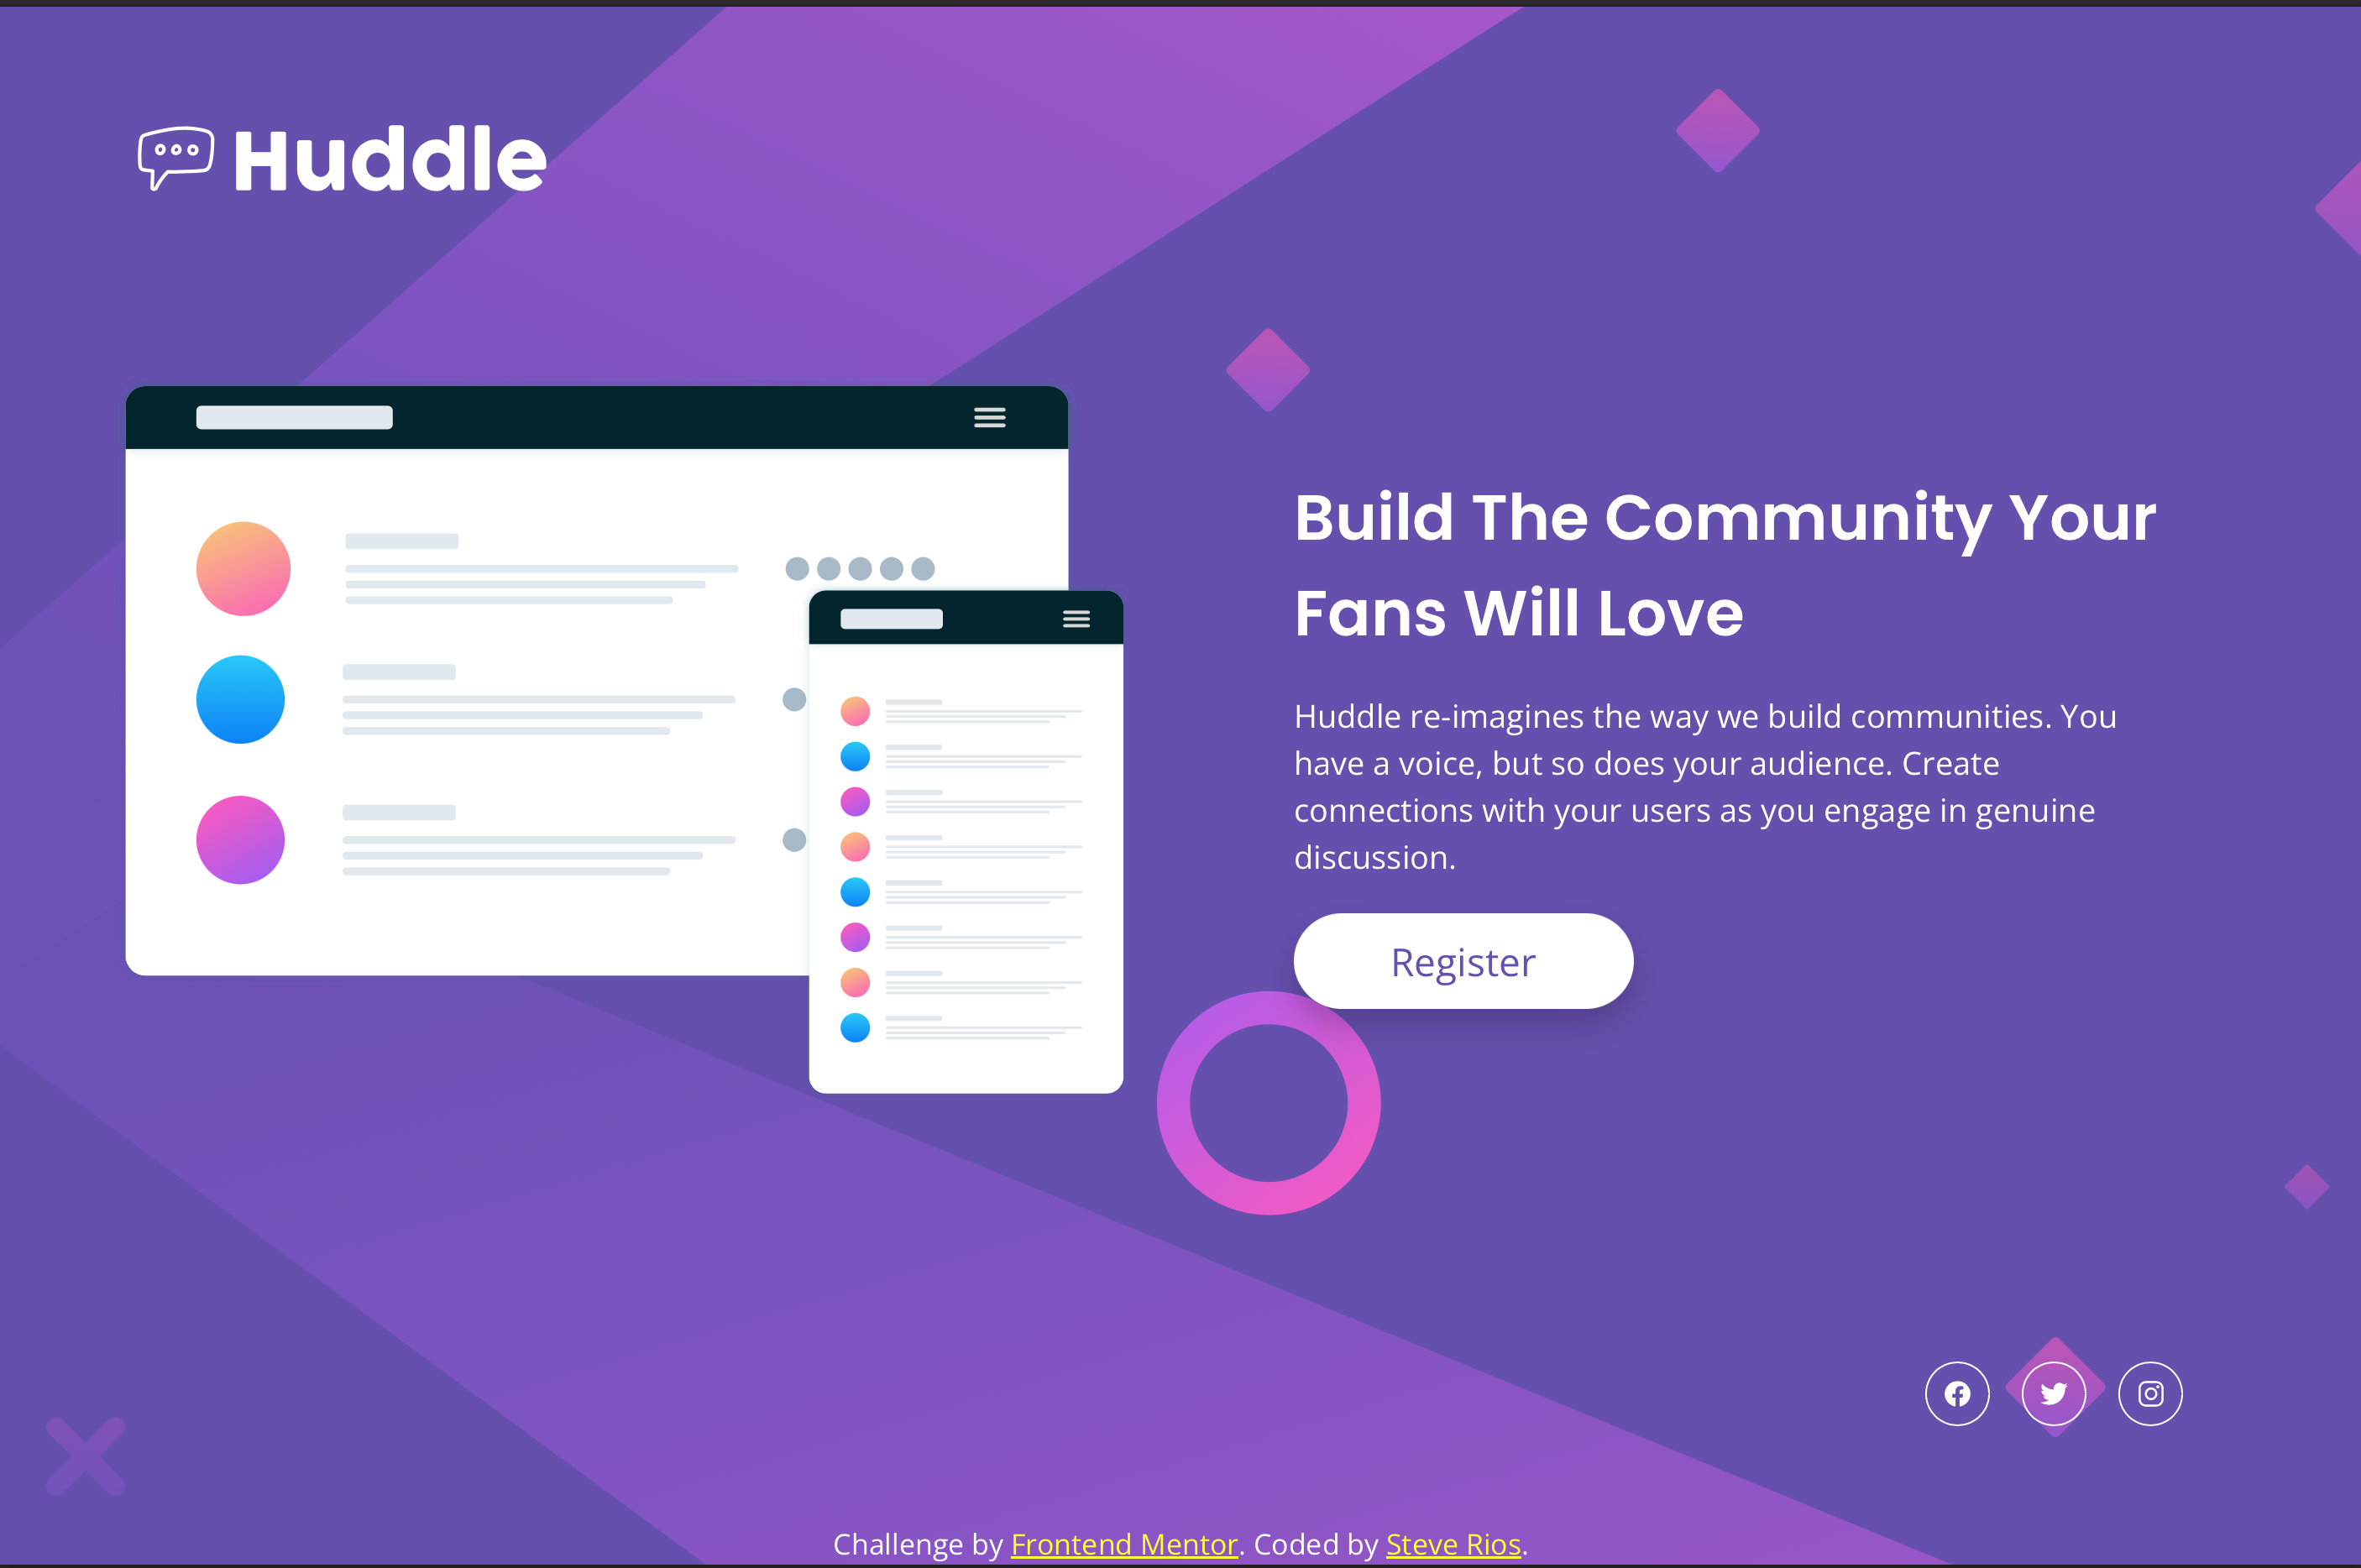 Huddle
Build The Community Your
Fans Will Love
Huddle re-imagines the way we build communities. You
have a voice, but so does your audience. Create
connections with your users as you engage in genuine
discussion.
Register
Challenge by Frontend Mentor. Coded by Steve Rios.